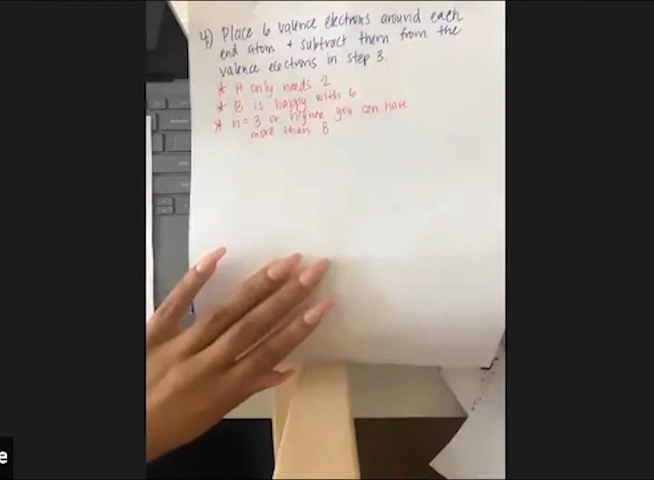 4) Place 6 valence electrons around each
end atom + subtract them from the
valence electrons in step 3.
* H only needs 2
* B is happy with 6
* n = 3 or higher you can have
more than 8
e